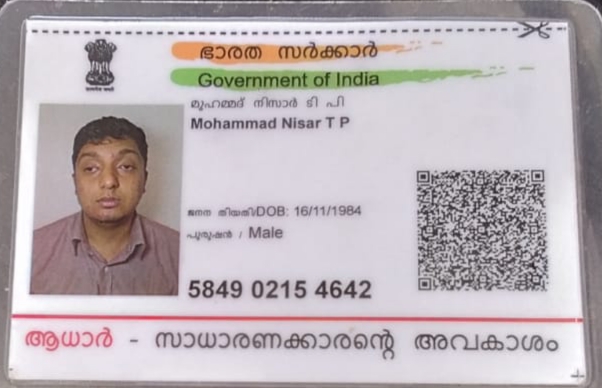 ഭാരത സർക്കാർ
Government of India
മുഹമ്മദ് നിസാർ ടി പി
Mohammad Nisar T P
ജനന തിയതി/DOB: 16/11/1984
പുരുഷൻ / Male
5849 0215 4642
ആധാർ - സാധാരണക്കാരന്റെ അവകാശം